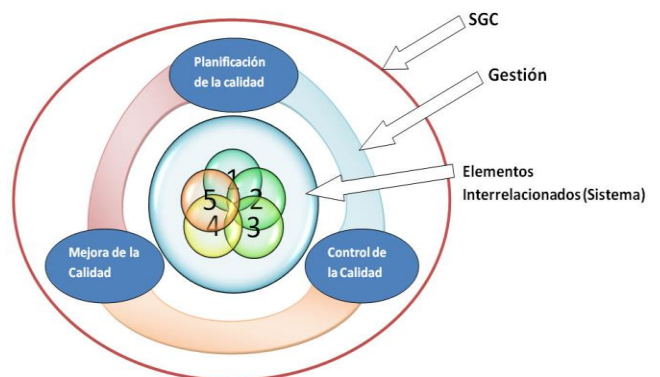 SGC
Planificación
de la calidad
Gestión
1
5
2
4
3
Elementos
Interrelacionados(Sistema)
Mejora de la
Calidad
Control de
la Calidad